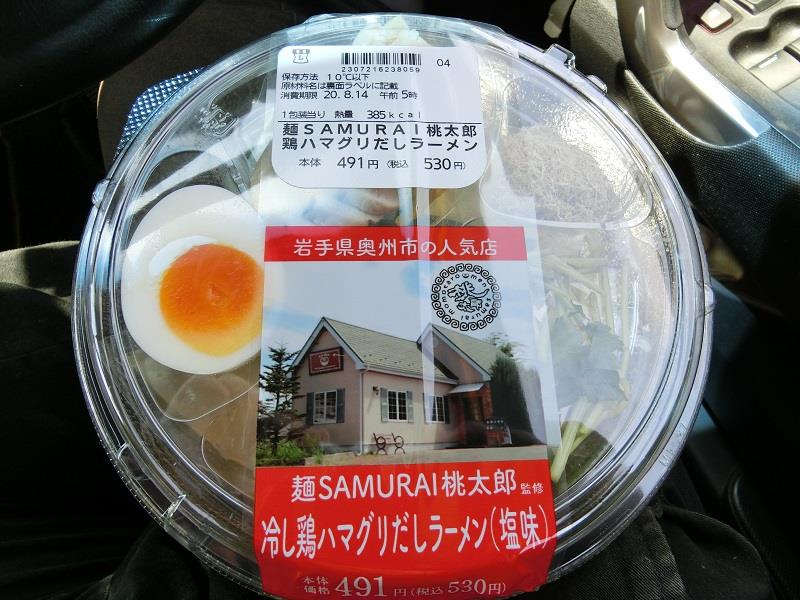 2307216238059
04
保存方法 10℃以下
原材料名は裏面ラベルに記載
消費期限 20.8.14 午前5時
1包装当り 熱量 385kcal
麺SAMURAI桃太郎
鶏ハマグリだしラーメン
本体 491円 (税込 530円)
岩手県奥州市の人気店
momotarou men samurai
麺SAMURAI桃太郎 監修
冷し鶏ハマグリだしラーメン(塩味)
本体価格 491円(税込530円)